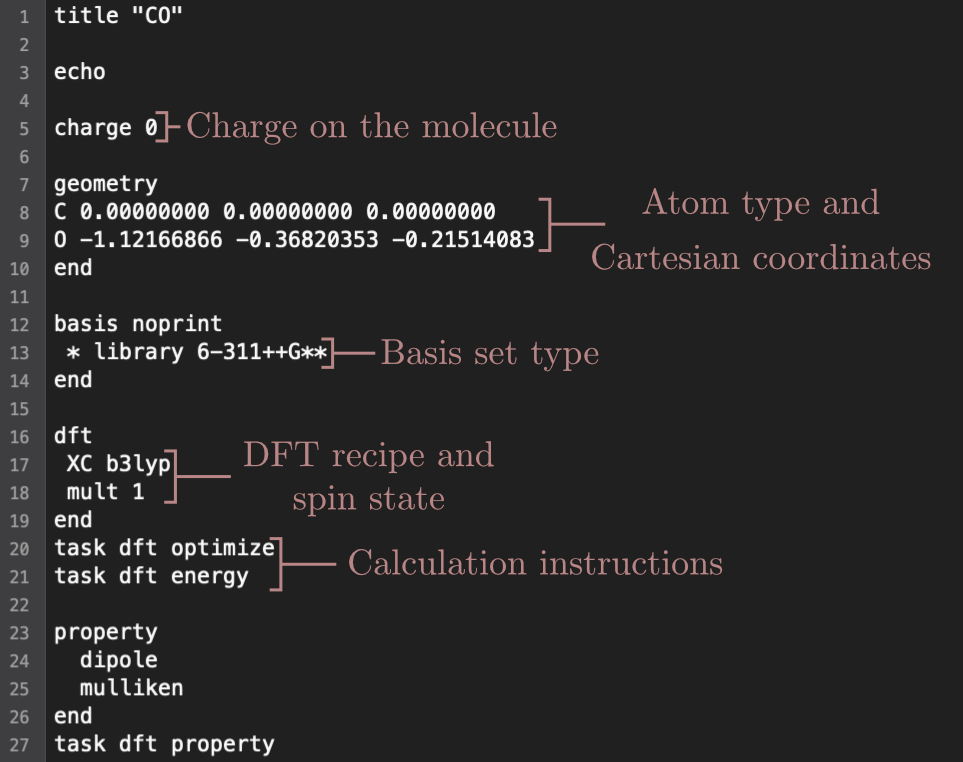 1 title "CO"
2
3 echo
4
5 charge 0 Charge on the molecule
6
7 geometry
8 C 0.00000000 0.00000000 0.00000000 Atom type and
9 O -1.12166866 -0.36820353 -0.21514083 Cartesian coordinates
10 end
11
12 basis noprint
13 * library 6-311++G** Basis set type
14 end
15
16 dft
17 XC b3lyp DFT recipe and
18 mult 1 spin state
19 end
20 task dft optimize Calculation instructions
21 task dft energy
22
23 property
24 dipole
25 mulliken
26 end
27 task dft property